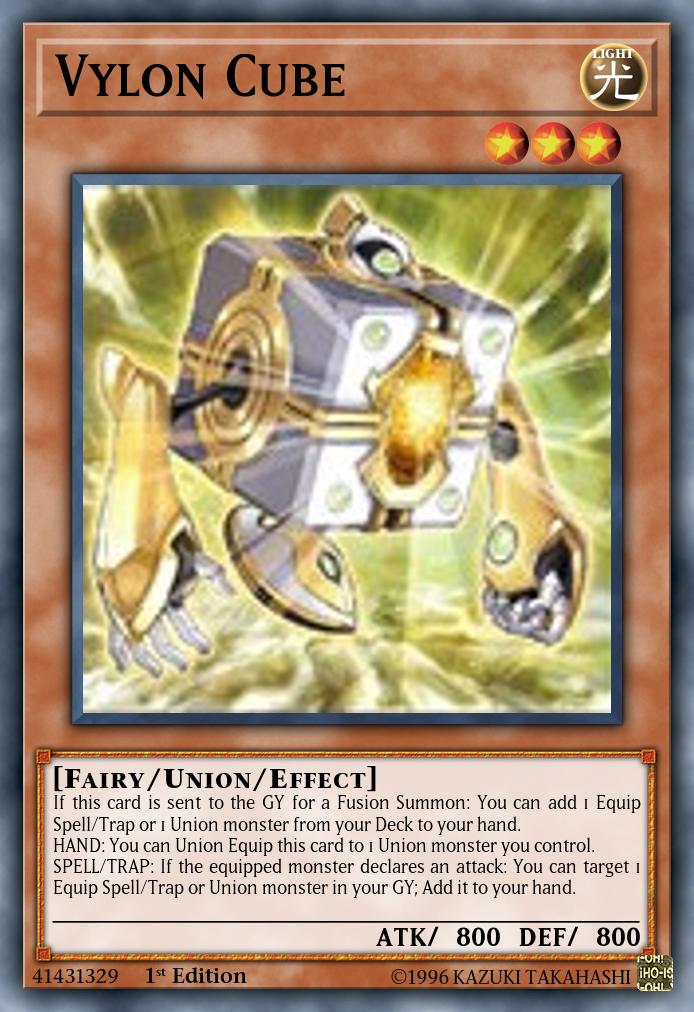 VYLON CUBE
LIGHT
光
[FAIRY/UNION/EFFECT]
If this card is sent to the GY for a Fusion Summon: You can add 1 Equip
Spell/Trap or 1 Union monster from your Deck to your hand.
HAND: You can Union Equip this card to 1 Union monster you control.
SPELL/TRAP: If the equipped monster declares an attack: You can target 1
Equip Spell/Trap or Union monster in your GY; Add it to your hand.
ATK/ 800 DEF/ 800
41431329 1st Edition ©1996 KAZUKI TAKAHASHI